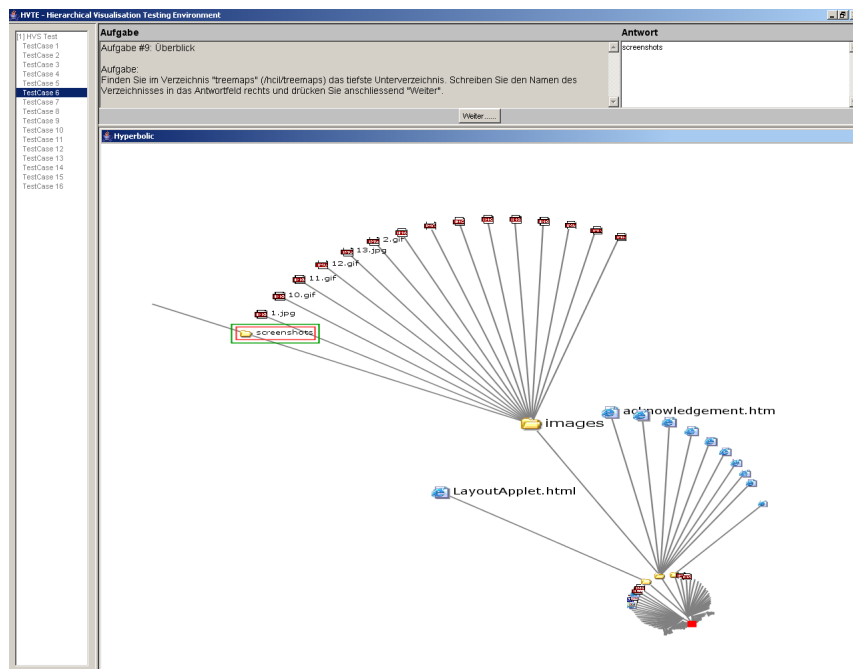 HVTE - Hierarchical Visualisation Testing Environment
[1] HVS Test
TestCase 1
TestCase 2
TestCase 3
TestCase 4
TestCase 5
TestCase 6
TestCase 7
TestCase 8
TestCase 9
TestCase 10
TestCase 11
TestCase 12
TestCase 13
TestCase 14
TestCase 15
TestCase 16
Aufgabe
Aufgabe #9: Überblick
Aufgabe:
Finden Sie im Verzeichnis "treemaps" (/hcil/treemaps) das tiefste Unterverzeichnis. Schreiben Sie den Namen des
Verzeichnisses in das Antwortfeld rechts und drücken Sie anschliessend "Weiter".
Antwort
screenshots
Weiter......
Hyperbolic
2.gif
13.jpg
12.gif
11.gif
10.gif
1.jpg
screenshots
images
acknowledgement.htm
LayoutApplet.html